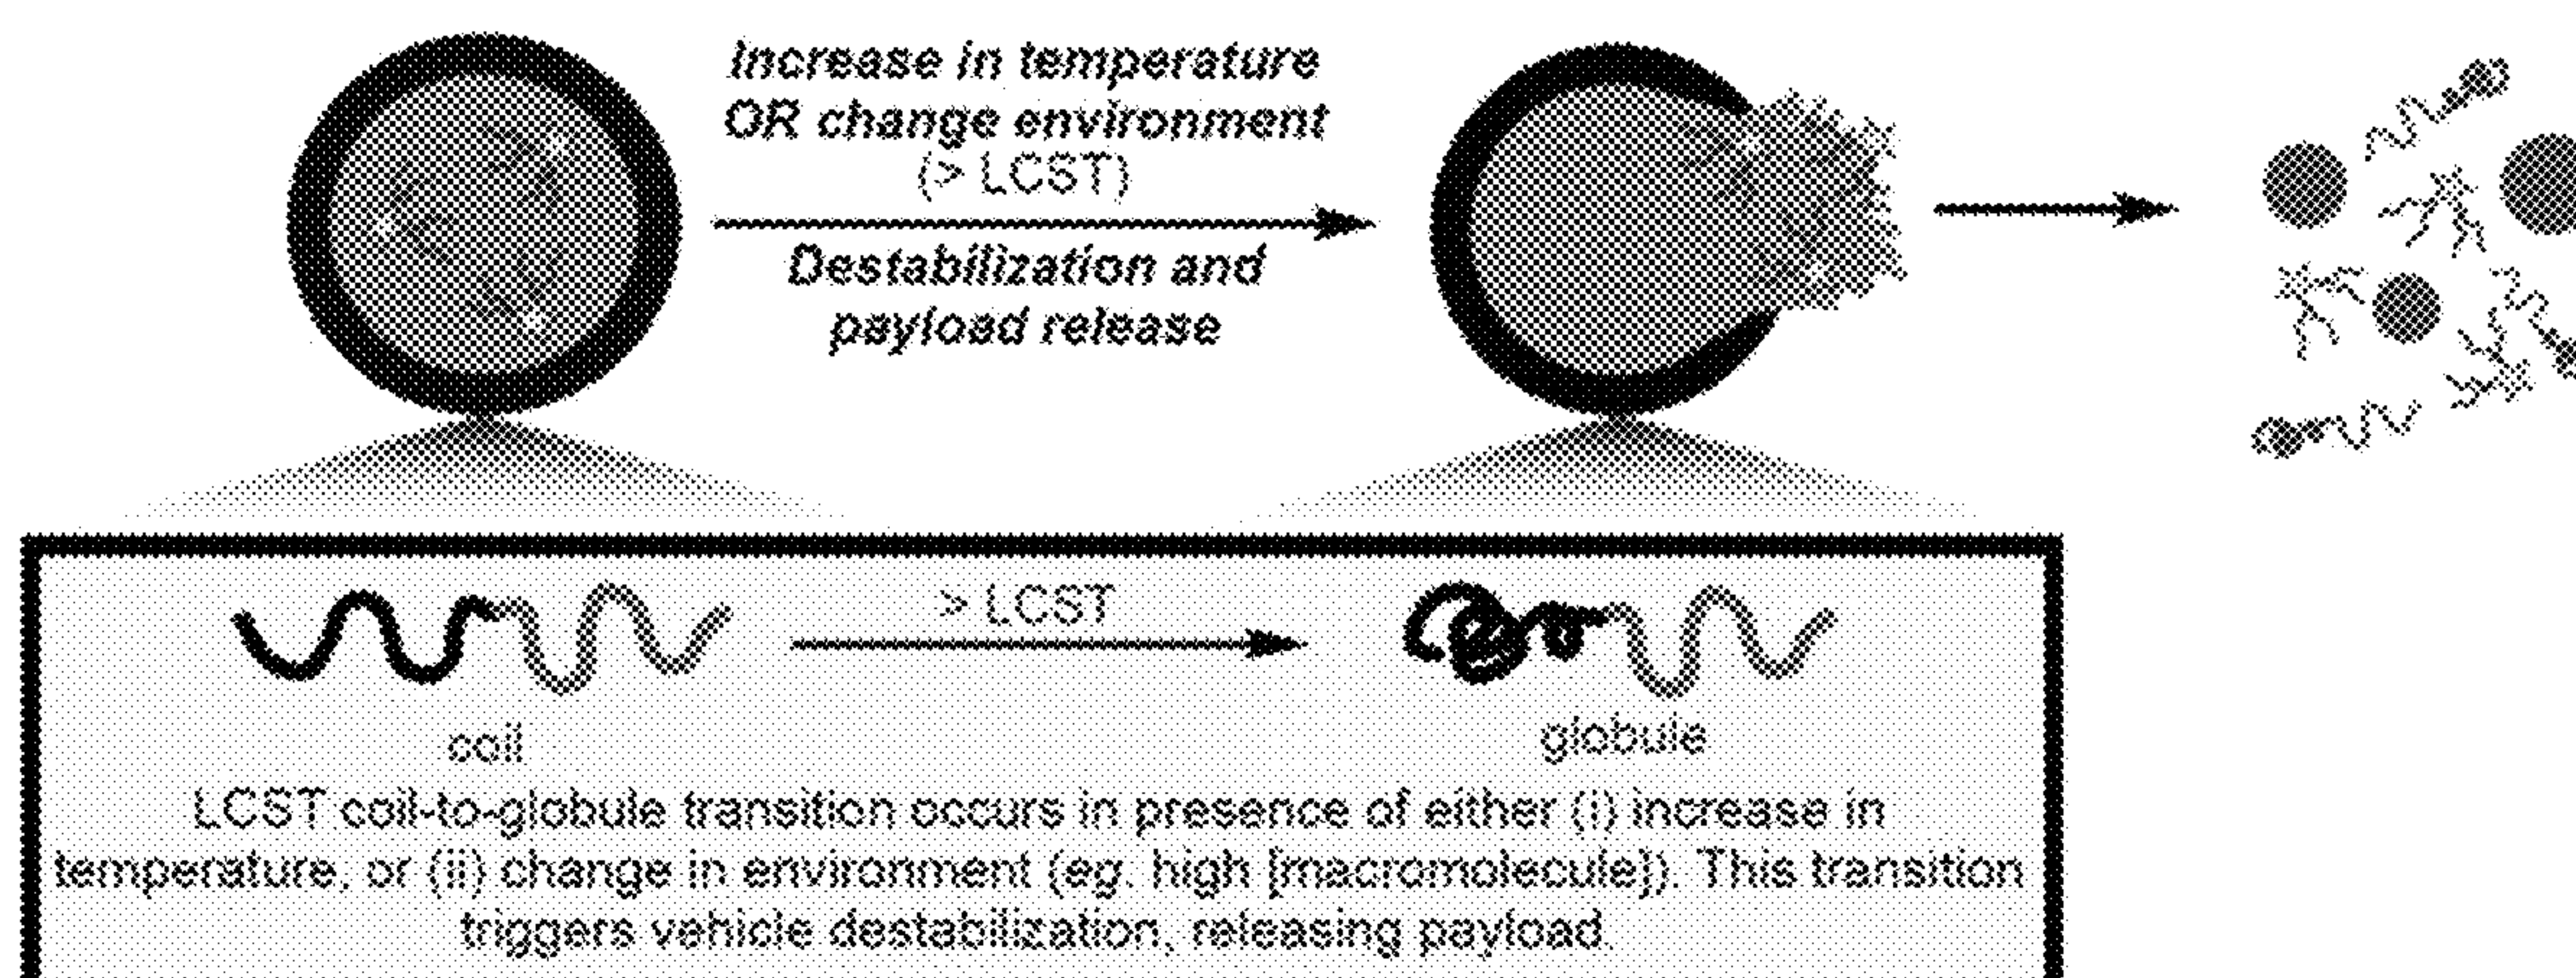 Increase in temperature
OR change environment
(> LCST)
Destabilization and
payload release
> LCST
coil
globule
LCST coil-to-globule transition occurs in presence of either (i) increase in
temperature, or (ii) change in environment (eg. high [macromolecule]). This transition
triggers vehicle destabilization, releasing payload.